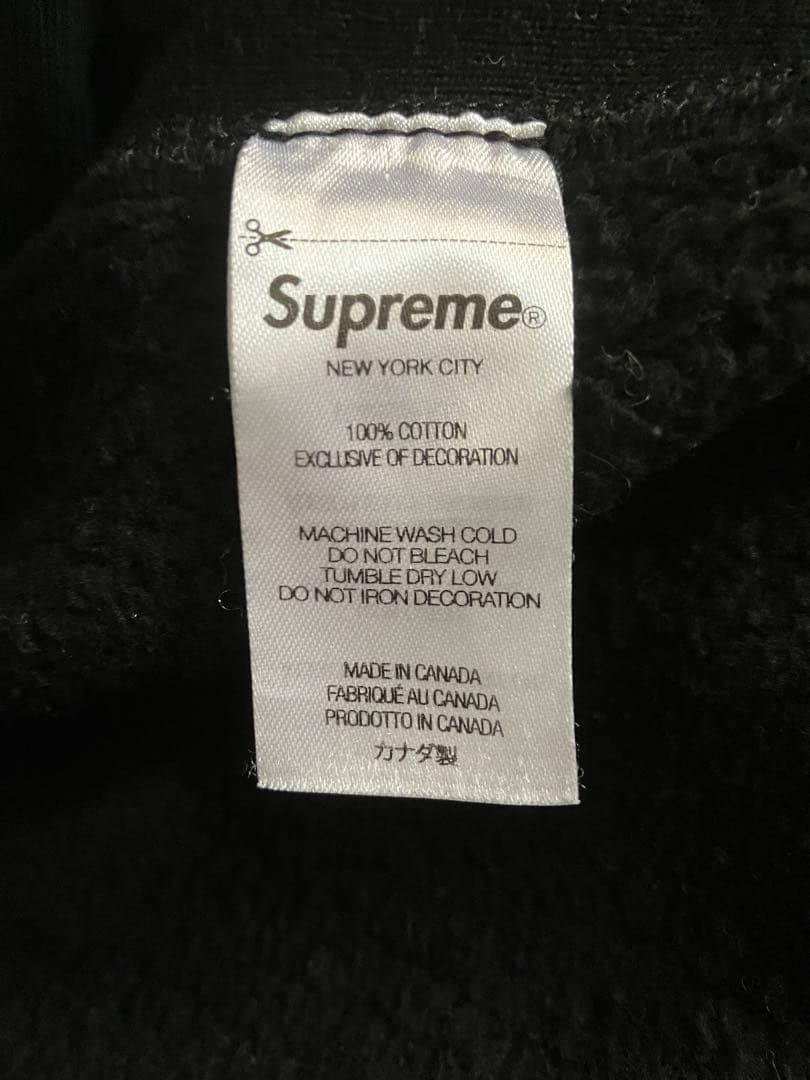 Supreme®
NEW YORK CITY
100% COTTON
EXCLUSIVE OF DECORATION
MACHINE WASH COLD
DO NOT BLEACH
TUMBLE DRY LOW
DO NOT IRON DECORATION
MADE IN CANADA
FABRIQUÉ AU CANADA
PRODOTTO IN CANADA
カナダ製